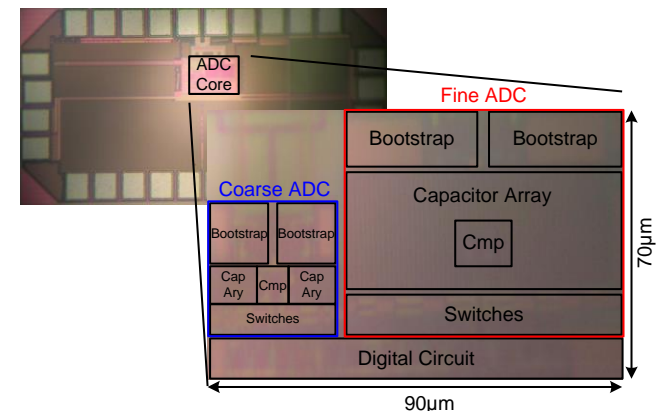 ADC
Core
Fine ADC
Bootstrap
Bootstrap
Coarse ADC
Capacitor Array
Cmp
Bootstrap
Bootstrap
Cap
Ary
Cmp
Cap
Ary
Switches
Switches
Digital Circuit
70µm
90µm